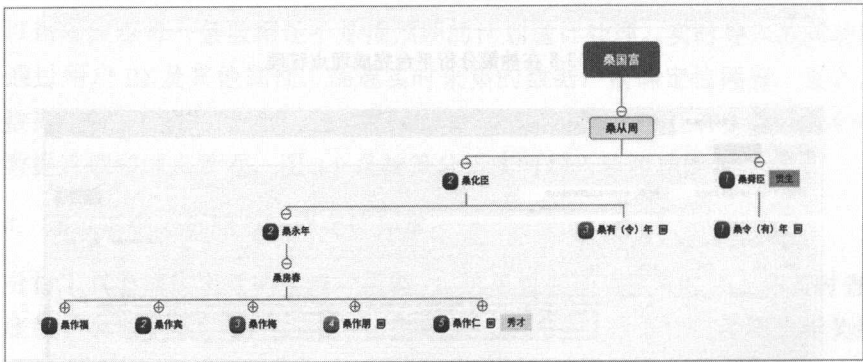 桑国富
桑从周
2 桑化臣
1 桑舜臣 贡生
2 桑永年
3 桑有（令）年
1 桑令（有）年
桑房春
1 桑作福
2 桑作宾
3 桑作梅
4 桑作朋
5 桑作仁 秀才